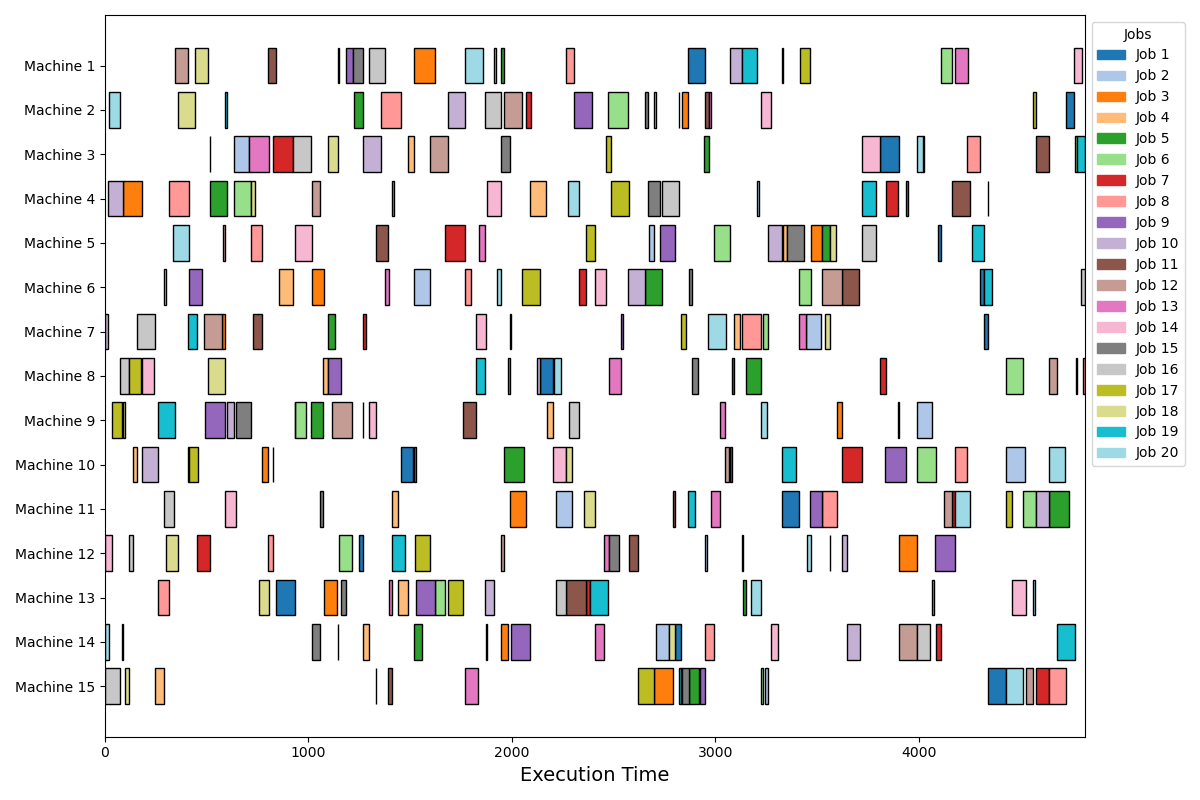 Jobs
Job 1
Job 2
Job 3
Job 4
Job 5
Job 6
Job 7
Job 8
Job 9
Job 10
Job 11
Job 12
Job 13
Job 14
Job 15
Job 16
Job 17
Job 18
Job 19
Job 20
Machine 1
Machine 2
Machine 3
Machine 4
Machine 5
Machine 6
Machine 7
Machine 8
Machine 9
Machine 10
Machine 11
Machine 12
Machine 13
Machine 14
Machine 15
0 1000 2000 3000 4000
Execution Time